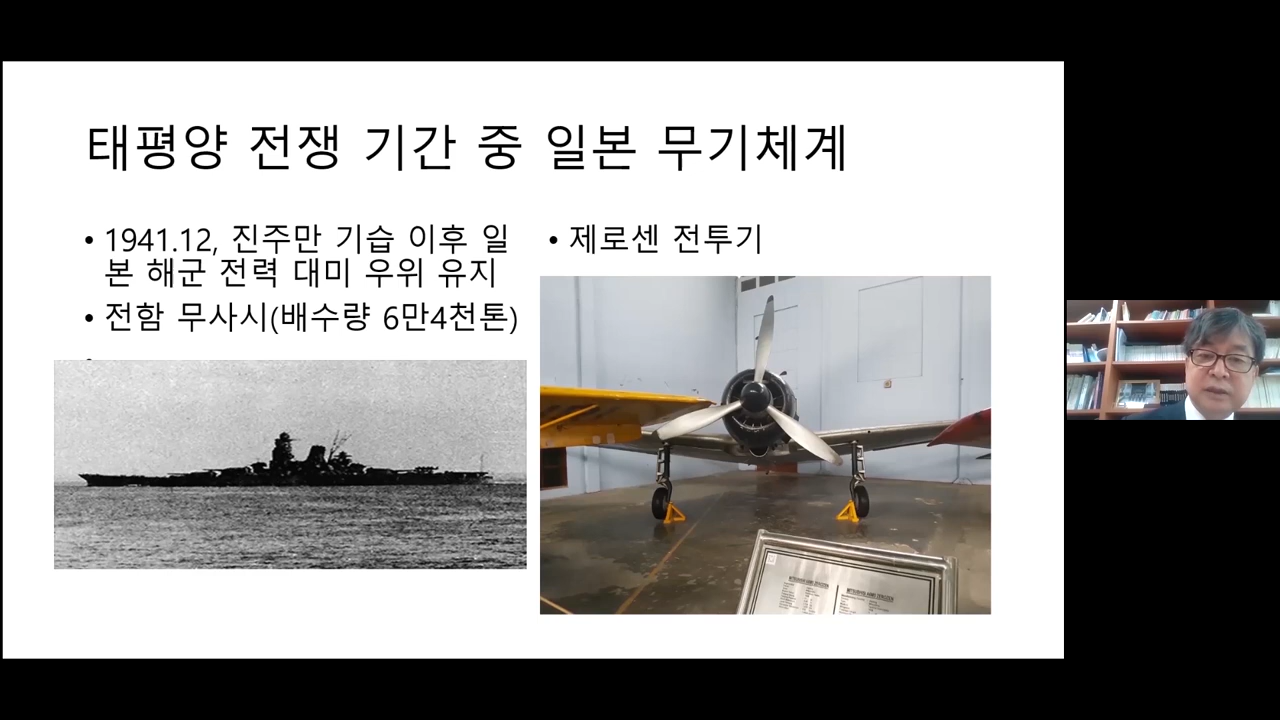 태평양 전쟁 기간 중 일본 무기체계
• 1941.12, 진주만 기습 이후 일
본 해군 전력 대미 우위 유지
• 전함 무사시(배수량 6만4천톤)
• 제로센 전투기